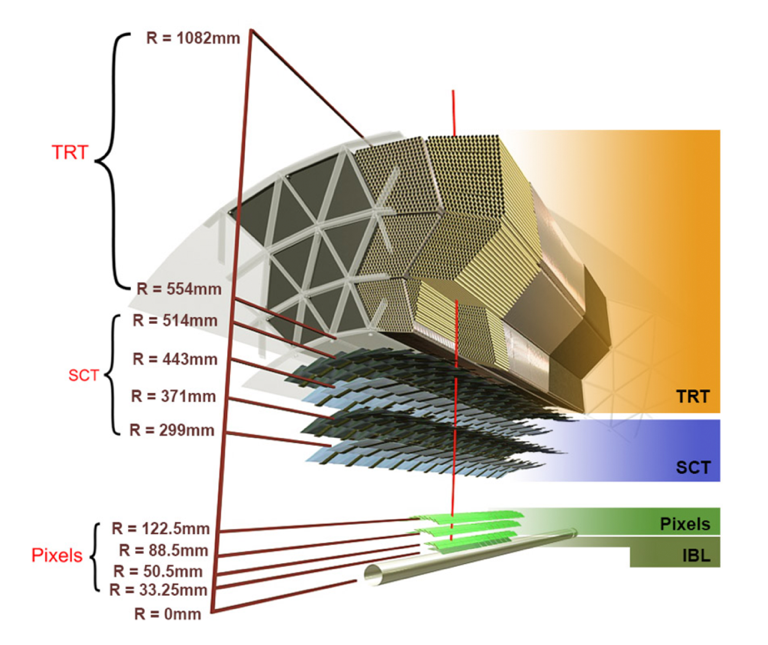 R = 1082mm
TRT
R = 554mm
R = 514mm
R = 443mm
SCT
R = 371mm
R = 299mm
TRT
SCT
R = 122.5mm
Pixels
R = 88.5mm
Pixels
IBL
R = 50.5mm
R = 33.25mm
R = 0mm